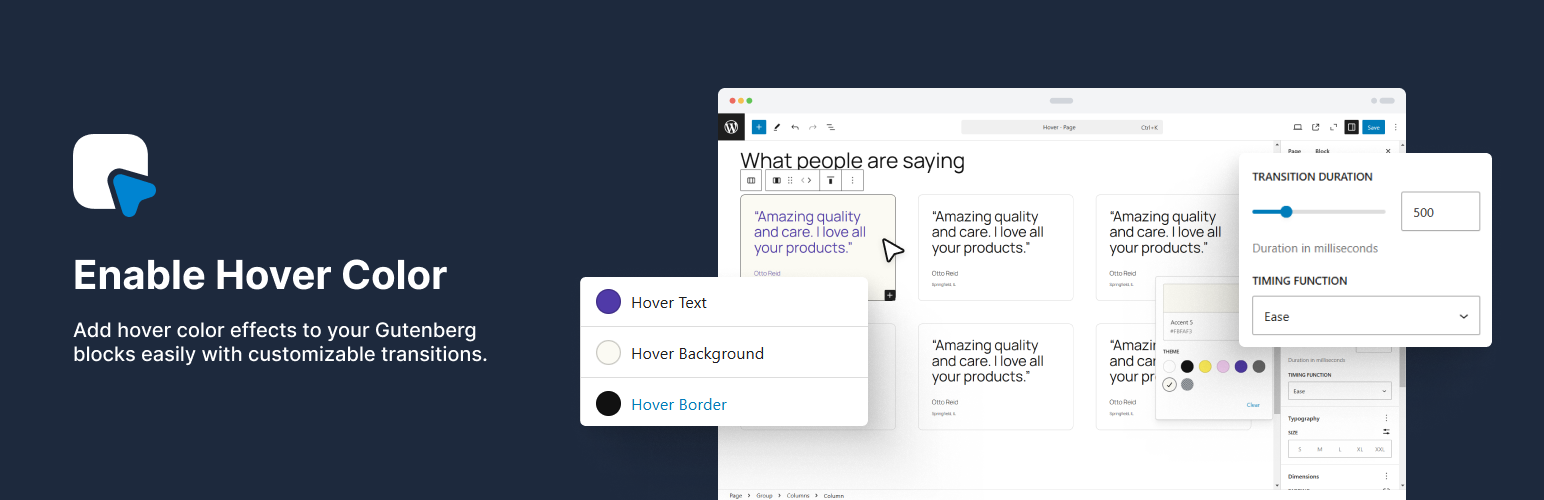 Enable Hover Color
Add hover color effects to your Gutenberg
blocks easily with customizable transitions.
Hover · Page
Ctrl+K
Save
What people are saying
Page
Block
“Amazing quality
and care. I love all
your products.”
Otto Reid
“Amazing quality
and care. I love all
your products.”
Otto Reid
Springfield, IL
“Amazing quality
and care. I love all
your products.”
Otto Reid
Springfield, IL
Hover Text
Hover Background
Hover Border
“Amazing quality
and care. I love all
your products.”
Otto Reid
Springfield, IL
“Amazing
and car
your pr
Otto Reid
Springfield, IL
Accent 5
#FBFAF3
THEME
Clear
TRANSITION DURATION
500
Duration in milliseconds
TIMING FUNCTION
Ease
Duration in milliseconds
TIMING FUNCTION
Ease
Typography
SIZE
S M L XL XXL
Dimensions
Page > Group > Columns > Column